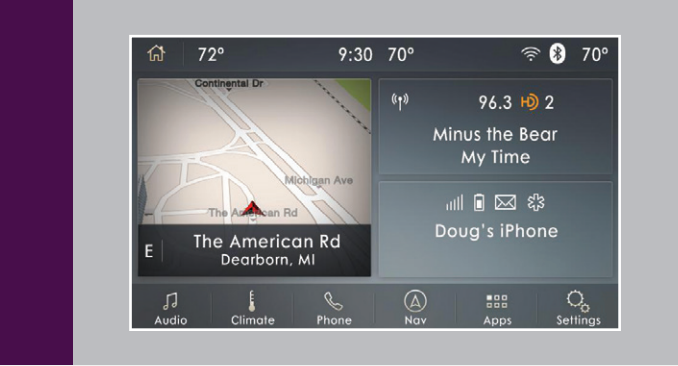 72° 9:30 70° 70°
Continental Dr
Michigan Ave
The American Rd
E
The American Rd
Dearborn, MI
96.3 HD 2
Minus the Bear
My Time
Doug's iPhone
Audio Climate Phone Nav Apps Settings